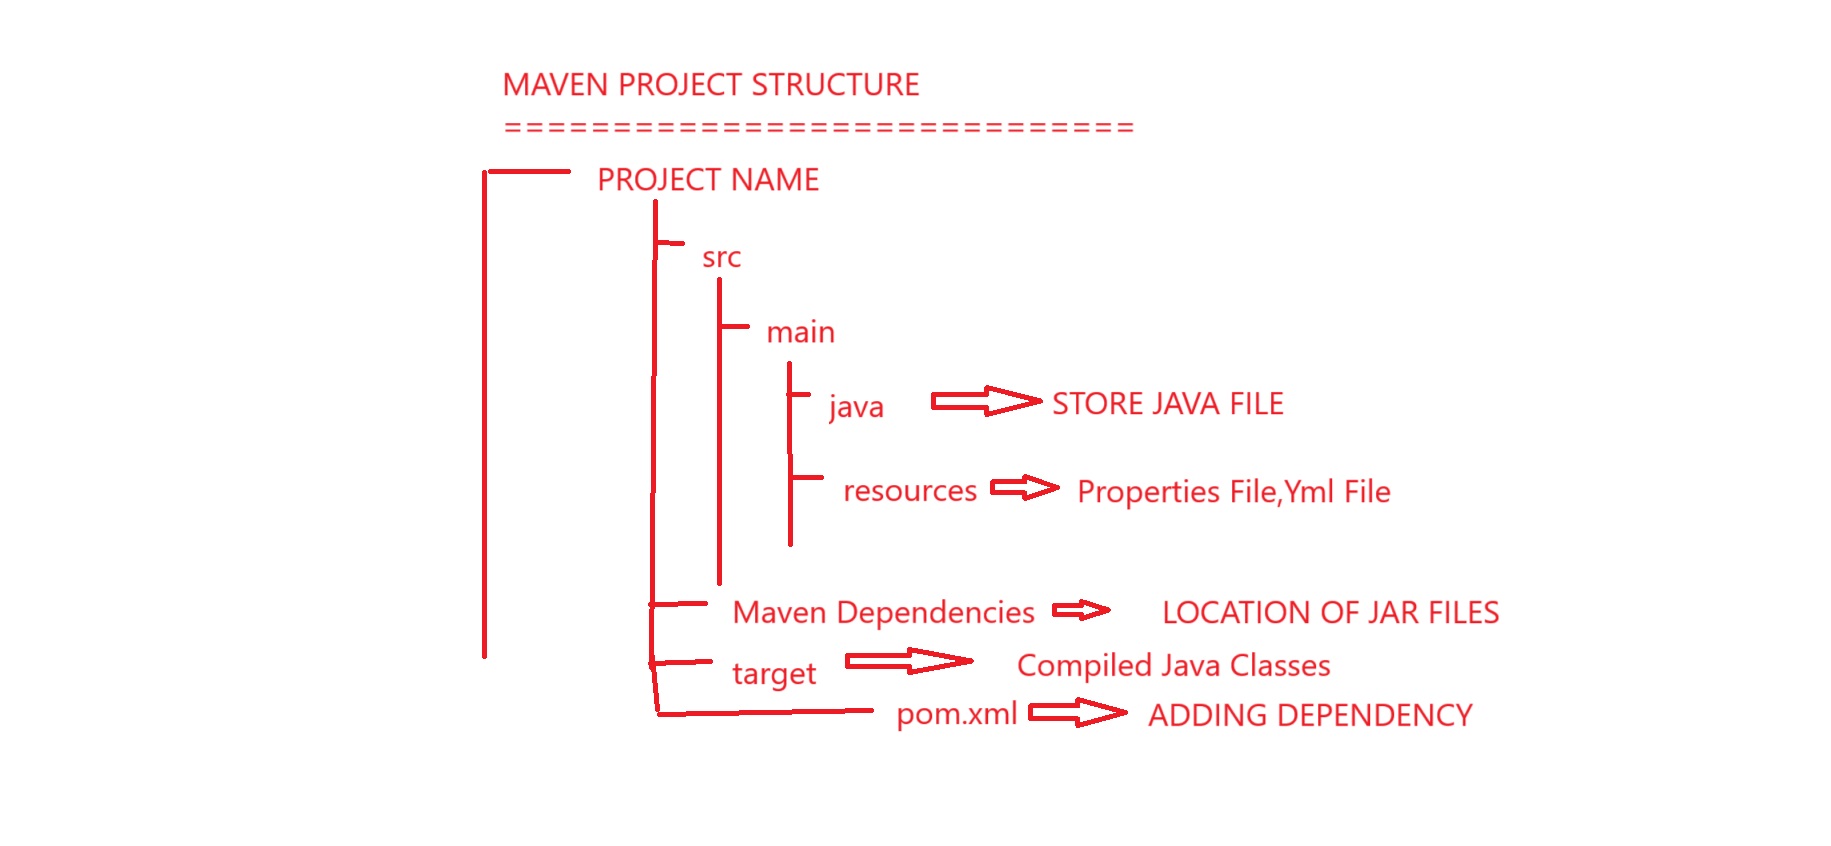 MAVEN PROJECT STRUCTURE
=============================
PROJECT NAME
src
main
java STORE JAVA FILE
resources Properties File,Yml File
Maven Dependencies LOCATION OF JAR FILES
target Compiled Java Classes
pom.xml ADDING DEPENDENCY